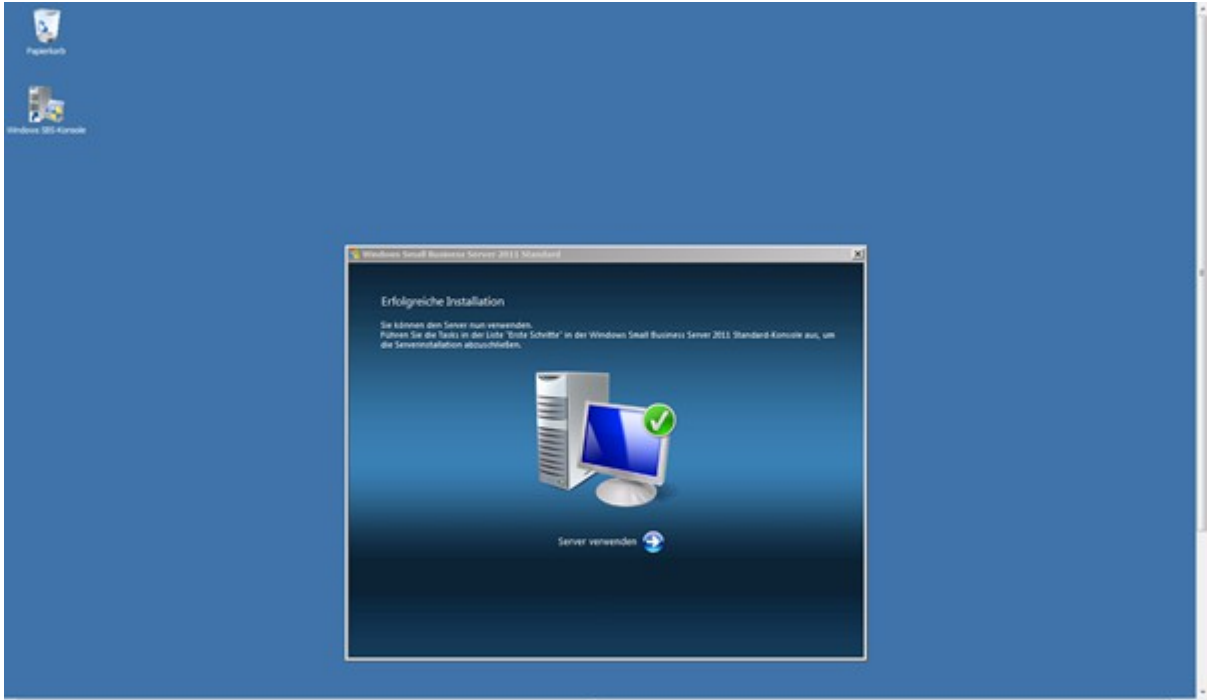 Papierkorb
Windows SBS-Konsole
Windows Small Business Server 2011 Standard
Erfolgreiche Installation
Sie können den Server nun verwenden.
Führen Sie die Tasks in der Liste "Erste Schritte" in der Windows Small Business Server 2011 Standard-Konsole aus, um
die Serverinstallation abzuschließen.
Server verwenden